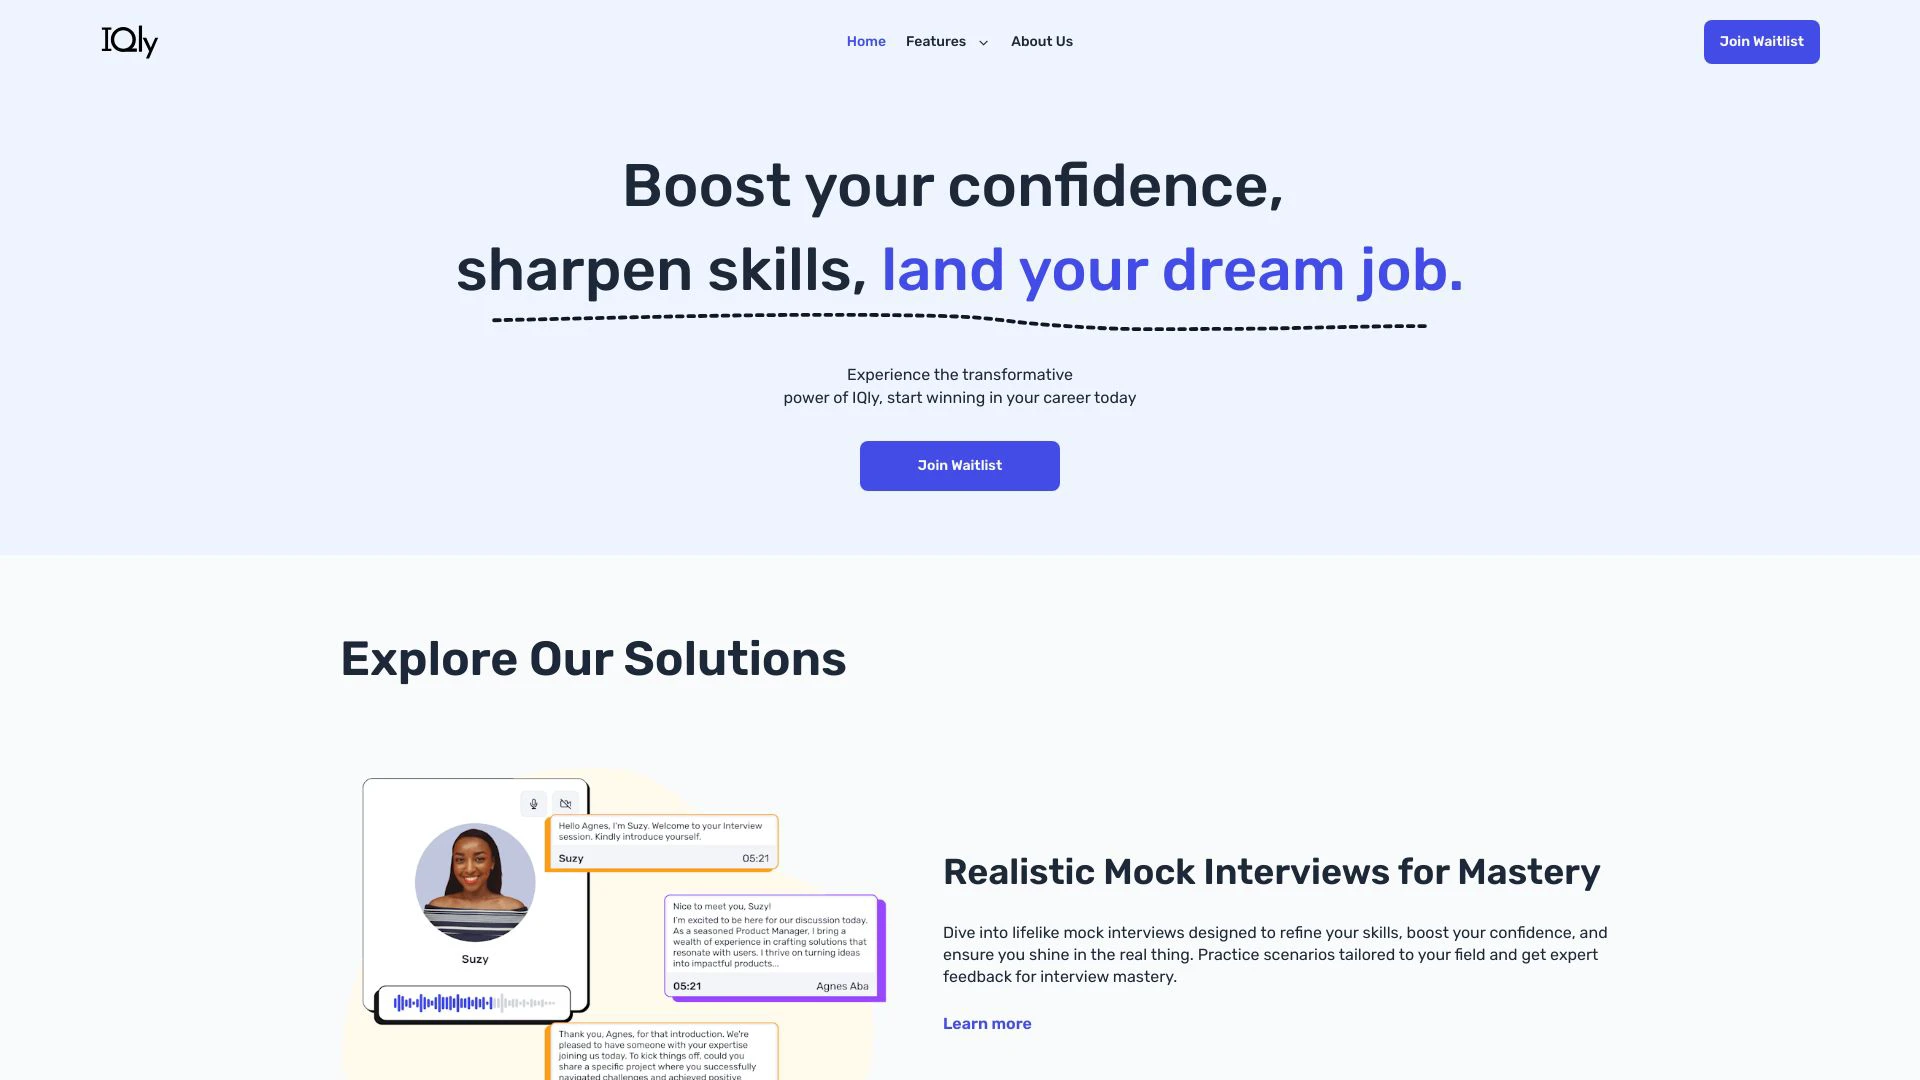 IQly
Home
Features
About Us
Join Waitlist
Boost your confidence,
sharpen skills, land your dream job.
Experience the transformative
power of IQly, start winning in your career today
Join Waitlist
Explore Our Solutions
Hello Agnes, I'm Suzy. Welcome to your Interview
session. Kindly introduce yourself.
Suzy 05:21
Nice to meet you, Suzy!
I'm excited to be here for our discussion today.
As a seasoned Product Manager, I bring a
wealth of experience in crafting solutions that
resonate with users. I thrive on turning ideas
into impactful products...
05:21 Agnes Aba
Suzy
Thank you, Agnes, for that introduction. We're
pleased to have someone with your expertise
joining us today. To kick things off, could you
share a specific project where you successfully
navigated challenges and achieved positive
Realistic Mock Interviews for Mastery
Dive into lifelike mock interviews designed to refine your skills, boost your confidence, and
ensure you shine in the real thing. Practice scenarios tailored to your field and get expert
feedback for interview mastery.
Learn more